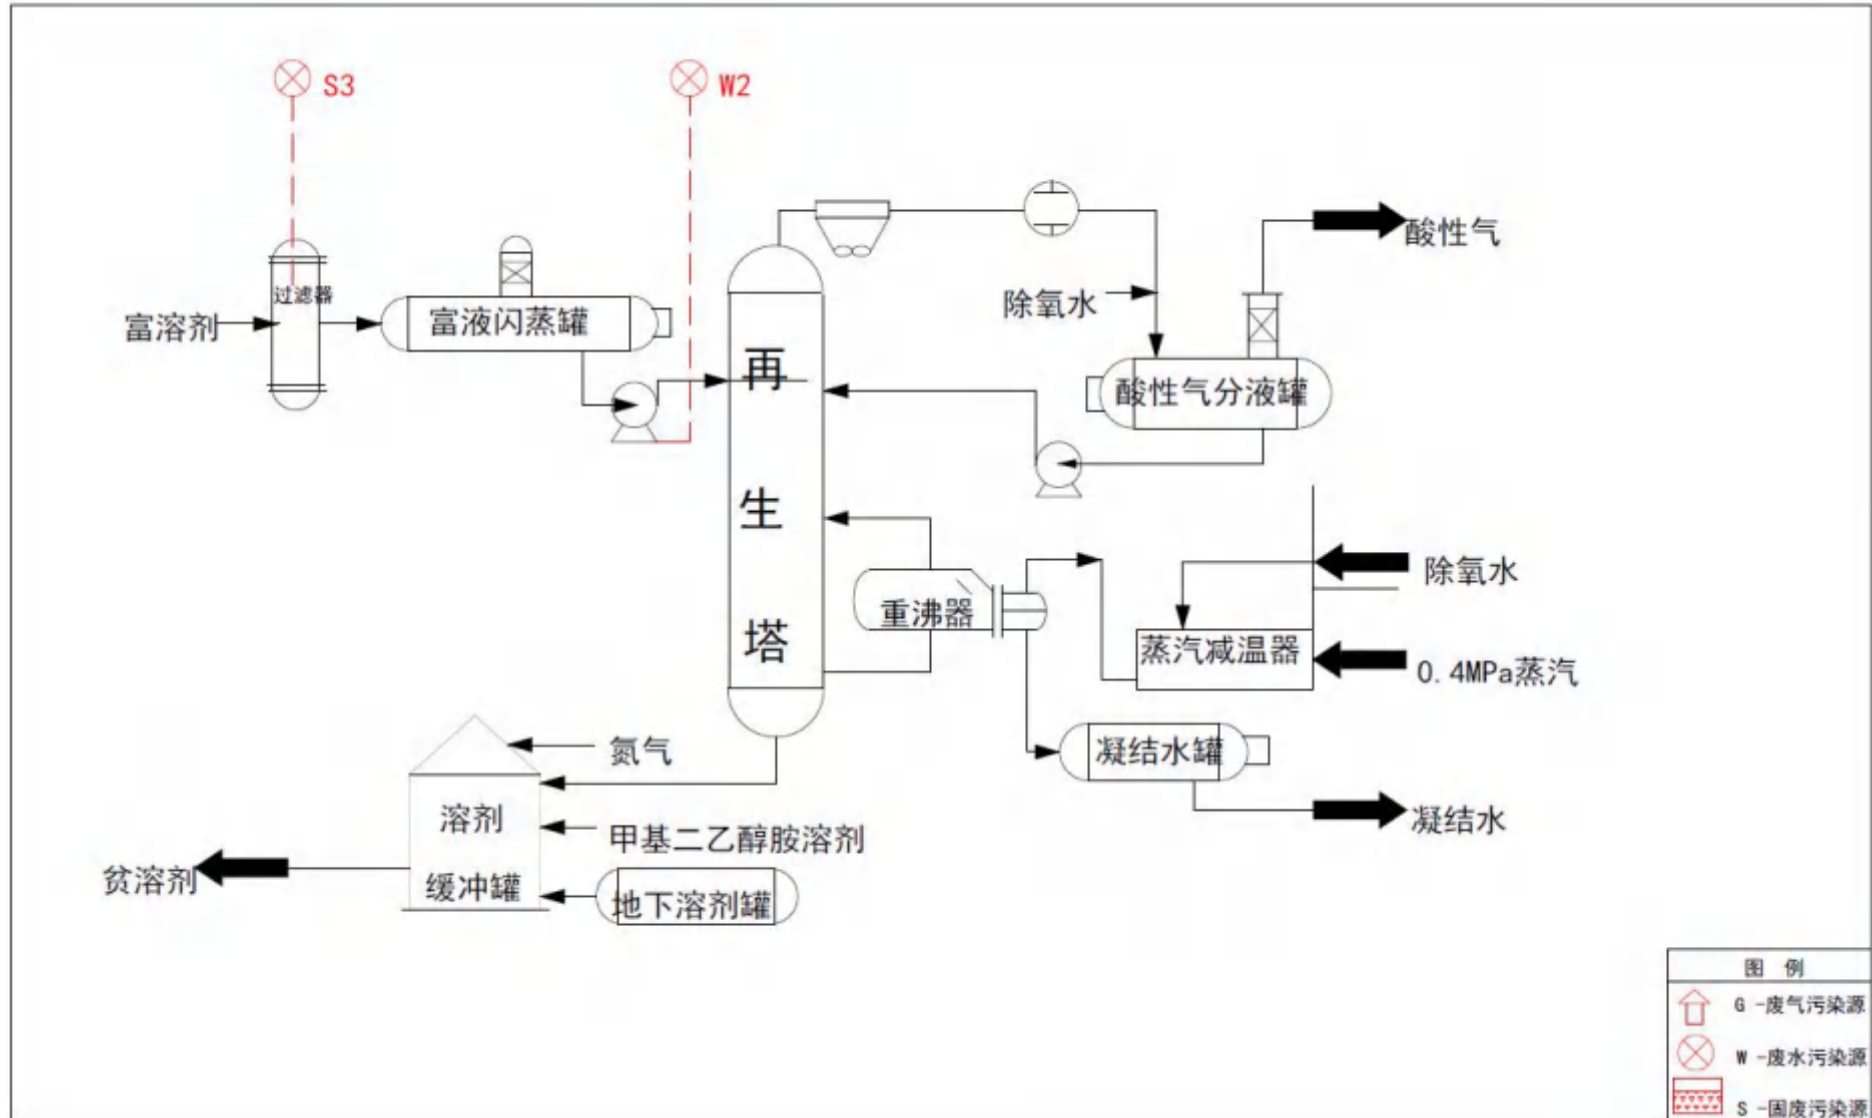 S3
W2
酸性气
过滤器
富溶剂
富液闪蒸罐
除氧水
再
生
塔
酸性气分液罐
除氧水
重沸器
蒸汽减温器
0.4MPa蒸汽
氮气
凝结水罐
溶剂
缓冲罐
甲基二乙醇胺溶剂
凝结水
贫溶剂
地下溶剂罐
图 例
G -废气污染源
W -废水污染源
S -固废污染源